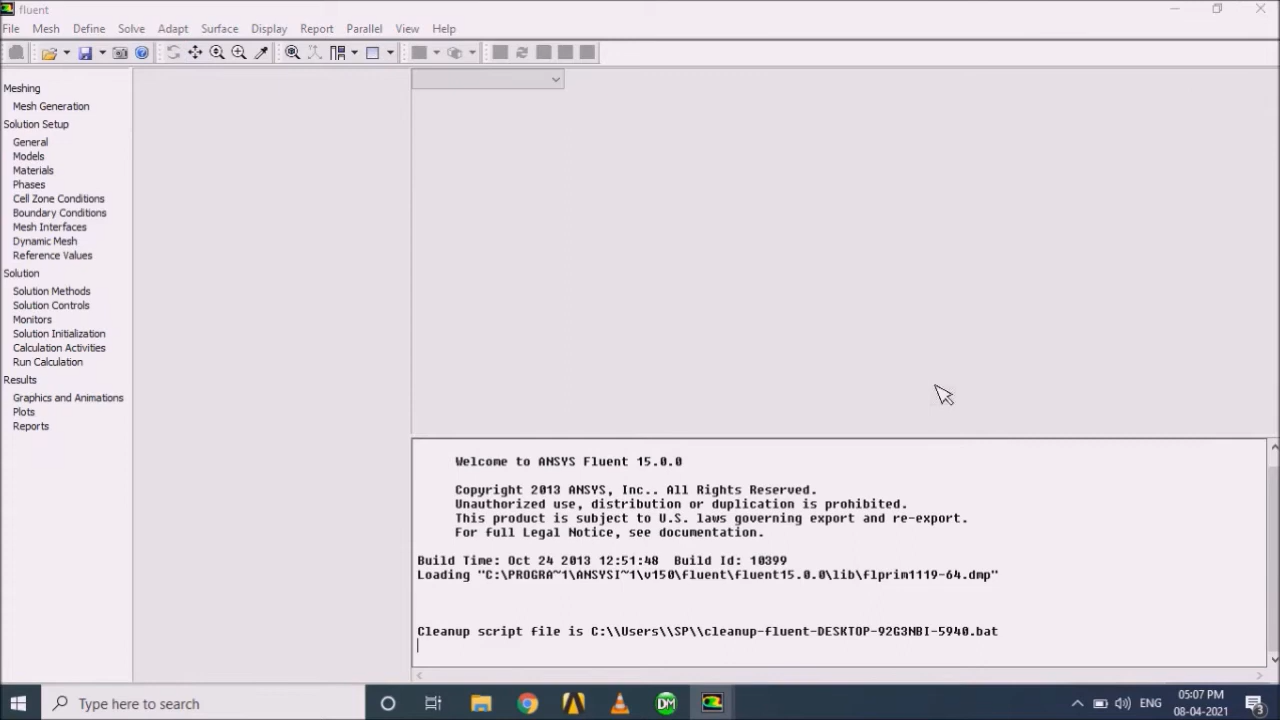 fluent
File Mesh Define Solve Adapt Surface Display Report Parallel View Help
Meshing
Mesh Generation
Solution Setup
General
Models
Materials
Phases
Cell Zone Conditions
Boundary Conditions
Mesh Interfaces
Dynamic Mesh
Reference Values
Solution
Solution Methods
Solution Controls
Monitors
Solution Initialization
Calculation Activities
Run Calculation
Results
Graphics and Animations
Plots
Reports
Welcome to ANSYS Fluent 15.0.0
Copyright 2013 ANSYS, Inc.. All Rights Reserved.
Unauthorized use, distribution or duplication is prohibited.
This product is subject to U.S. laws governing export and re-export.
For full Legal Notice, see documentation.
Build Time: Oct 24 2013 12:51:48 Build Id: 10399
Loading "C:\PROGRA~1\ANSYSI~1\v150\fluent\fluent15.0.0\lib\flprim1119-64.dmp"
Cleanup script file is C:\\Users\\SP\\cleanup-fluent-DESKTOP-92G3NBI-5940.bat
Type here to search
DM
ENG
05:07 PM
08-04-2021
3